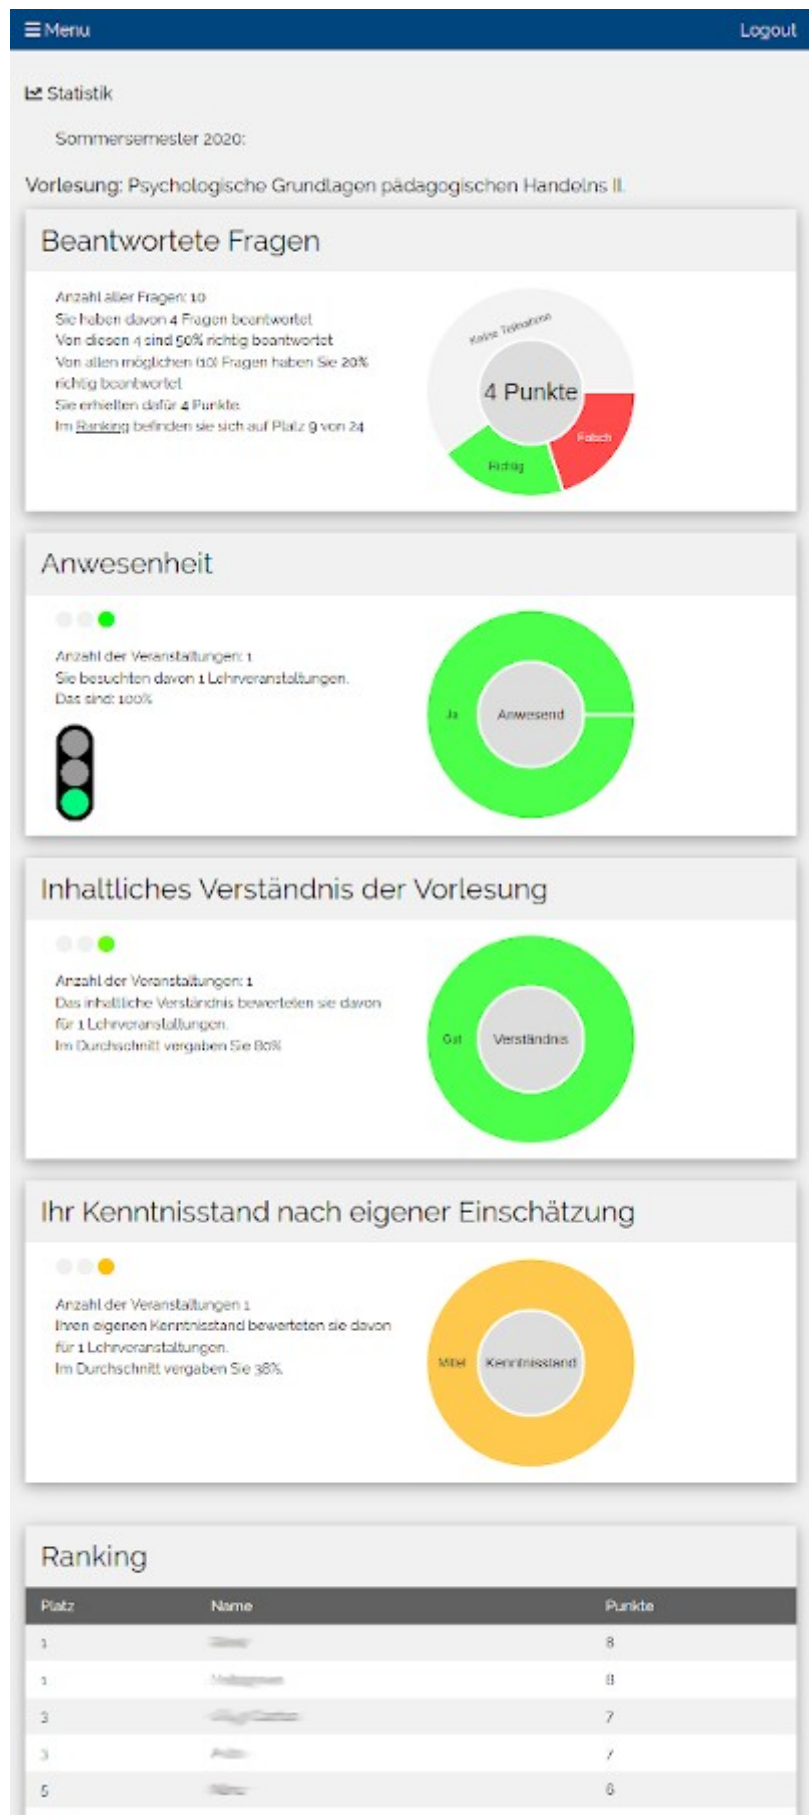 Menu Logout
Statistik
Sommersemester 2020:
Vorlesung: Psychologische Grundlagen pädagogischen Handelns II.
Beantwortete Fragen
Anzahl aller Fragen: 10
Sie haben davon 4 Fragen beantwortet
Von diesen 4 sind 50% richtig beantwortet
Von allen möglichen (10) Fragen haben Sie 20%
richtig beantwortet
Sie erhielten dafür 4 Punkte.
Im Ranking befinden sie sich auf Platz 9 von 24
Keine Teilnahme
4 Punkte
Falsch
Richtig
Anwesenheit
Anzahl der Veranstaltungen: 1
Sie besuchten davon 1 Lehrveranstaltungen.
Das sind: 100%
Ja
Anwesend
Inhaltliches Verständnis der Vorlesung
Anzahl der Veranstaltungen: 1
Das inhaltliche Verständnis bewerteten sie davon
für 1 Lehrveranstaltungen.
Im Durchschnitt vergaben Sie 80%
Gut
Verständnis
Ihr Kenntnisstand nach eigener Einschätzung
Anzahl der Veranstaltungen 1
Ihren eigenen Kenntnisstand bewerteten sie davon
für 1 Lehrveranstaltungen.
Im Durchschnitt vergaben Sie 38%.
Mittel
Kenntnisstand
Ranking
Platz Name Punkte
1 8
1 8
3 7
3 7
5 6